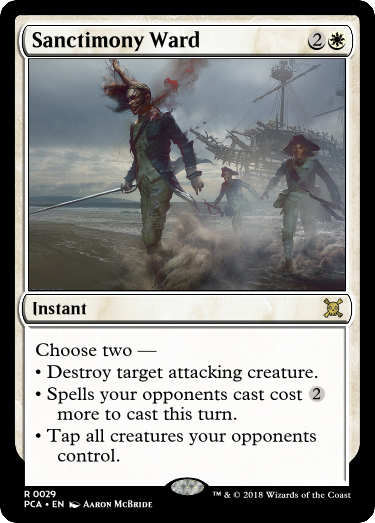 Sanctimony Ward 2
Instant
Choose two —
• Destroy target attacking creature.
• Spells your opponents cast cost 2
more to cast this turn.
• Tap all creatures your opponents
control.
R 0029
PCA • EN AARON MCBRIDE
™ & © 2018 Wizards of the Coast